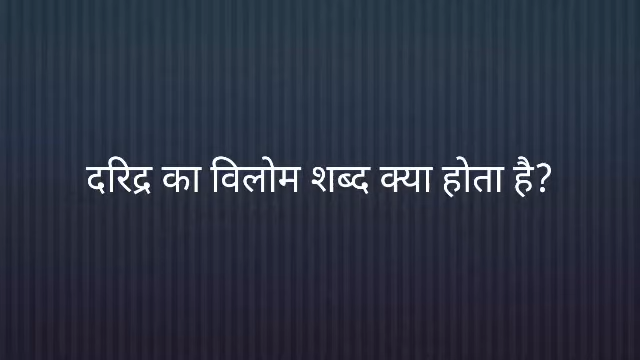 दरिद्र का विलोम शब्द क्या होता है?